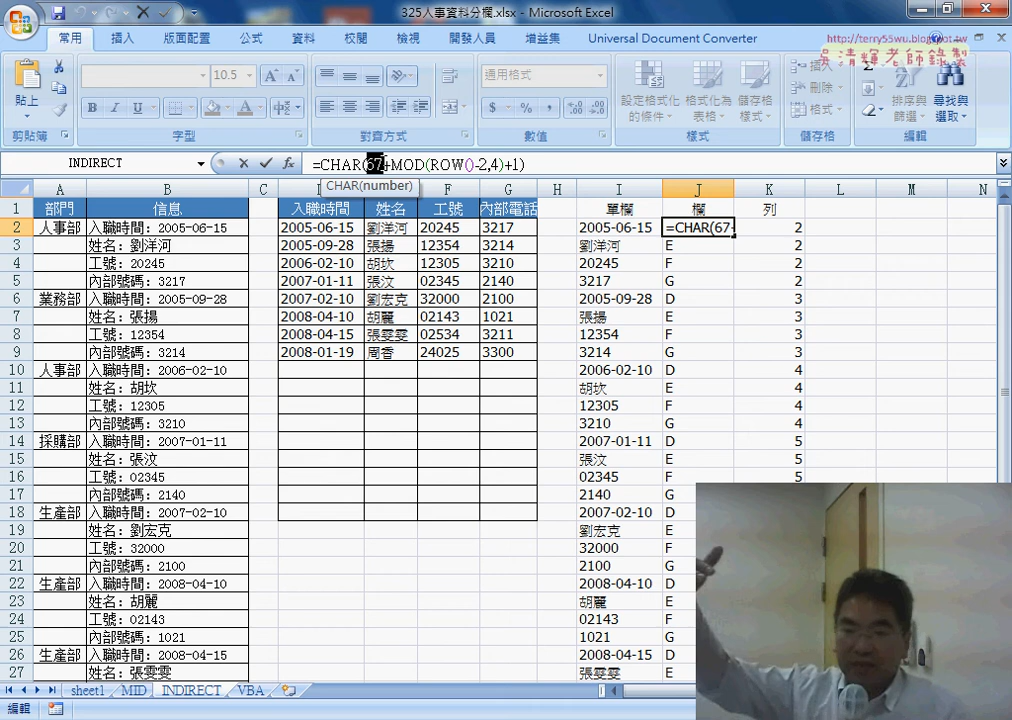 325人事資料分欄.xlsx - Microsoft Excel
常用 插入 版面配置 公式 資料 校閱 檢視 開發人員 增益集 Universal Document Converter
http://terry55wu.blogspot.tw
吳清輝老師錄製
貼上 10.5 A A 通用格式 設定格式化的條件 格式化為表格 儲存格樣式 插入 刪除 格式 排序與篩選 尋找與選取
B I U $ % ,
剪貼簿 字型 對齊方式 數值 樣式 儲存格 編輯
INDIRECT =CHAR(67+MOD(ROW()-2,4)+1)
CHAR(number)
A B C F G H I J K L M N
1 部門 信息 入職時間 姓名 工號 內部電話 單欄 欄 列
2 人事部 入職時間：2005-06-15 2005-06-15 劉洋河 20245 3217 2005-06-15 =CHAR(67- 2
3 姓名：劉洋河 2005-09-28 張揚 12354 3214 劉洋河 E 2
4 工號：20245 2006-02-10 胡坎 12305 3210 20245 F 2
5 內部號碼：3217 2007-01-11 張汶 02345 2140 3217 G 2
6 業務部 入職時間：2005-09-28 2007-02-10 劉宏克 32000 2100 2005-09-28 D 3
7 姓名：張揚 2008-04-10 胡麗 02143 1021 張揚 E 3
8 工號：12354 2008-04-15 張雯雯 02534 3211 12354 F 3
9 內部號碼：3214 2008-01-19 周香 24025 3300 3214 G 3
10 人事部 入職時間：2006-02-10 2006-02-10 D 4
11 姓名：胡坎 胡坎 E 4
12 工號：12305 12305 F 4
13 內部號碼：3210 3210 G 4
14 採購部 入職時間：2007-01-11 2007-01-11 D 5
15 姓名：張汶 張汶 E 5
16 工號：02345 02345 F 5
17 內部號碼：2140 2140 G
18 生產部 入職時間：2007-02-10 2007-02-10 D
19 姓名：劉宏克 劉宏克 E
20 工號：32000 32000 F
21 內部號碼：2100 2100 G
22 生產部 入職時間：2008-04-10 2008-04-10 D
23 姓名：胡麗 胡麗 E
24 工號：02143 02143 F
25 內部號碼：1021 1021 G
26 生產部 入職時間：2008-04-15 2008-04-15 D
27 姓名：張雯雯 張雯雯 E
sheet1 MID INDIRECT VBA
編輯